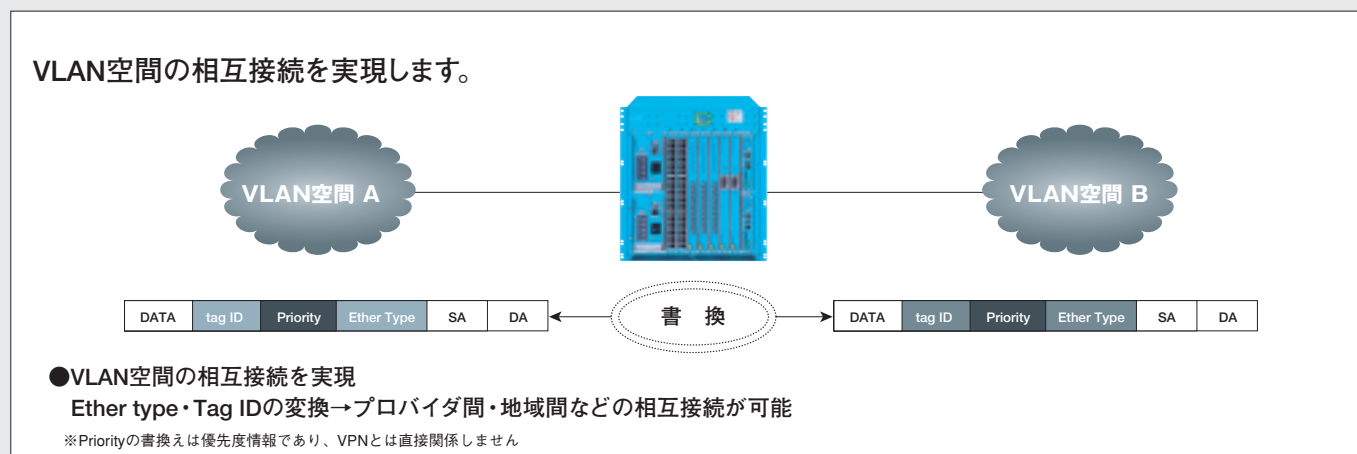 VLAN空間の相互接続を実現します。
VLAN空間 A
VLAN空間 B
DATA tag ID Priority Ether Type SA DA
書 換
DATA tag ID Priority Ether Type SA DA
●VLAN空間の相互接続を実現
Ether type・Tag IDの変換→プロバイダ間・地域間などの相互接続が可能
※Priorityの書換えは優先度情報であり、VPNとは直接関係しません